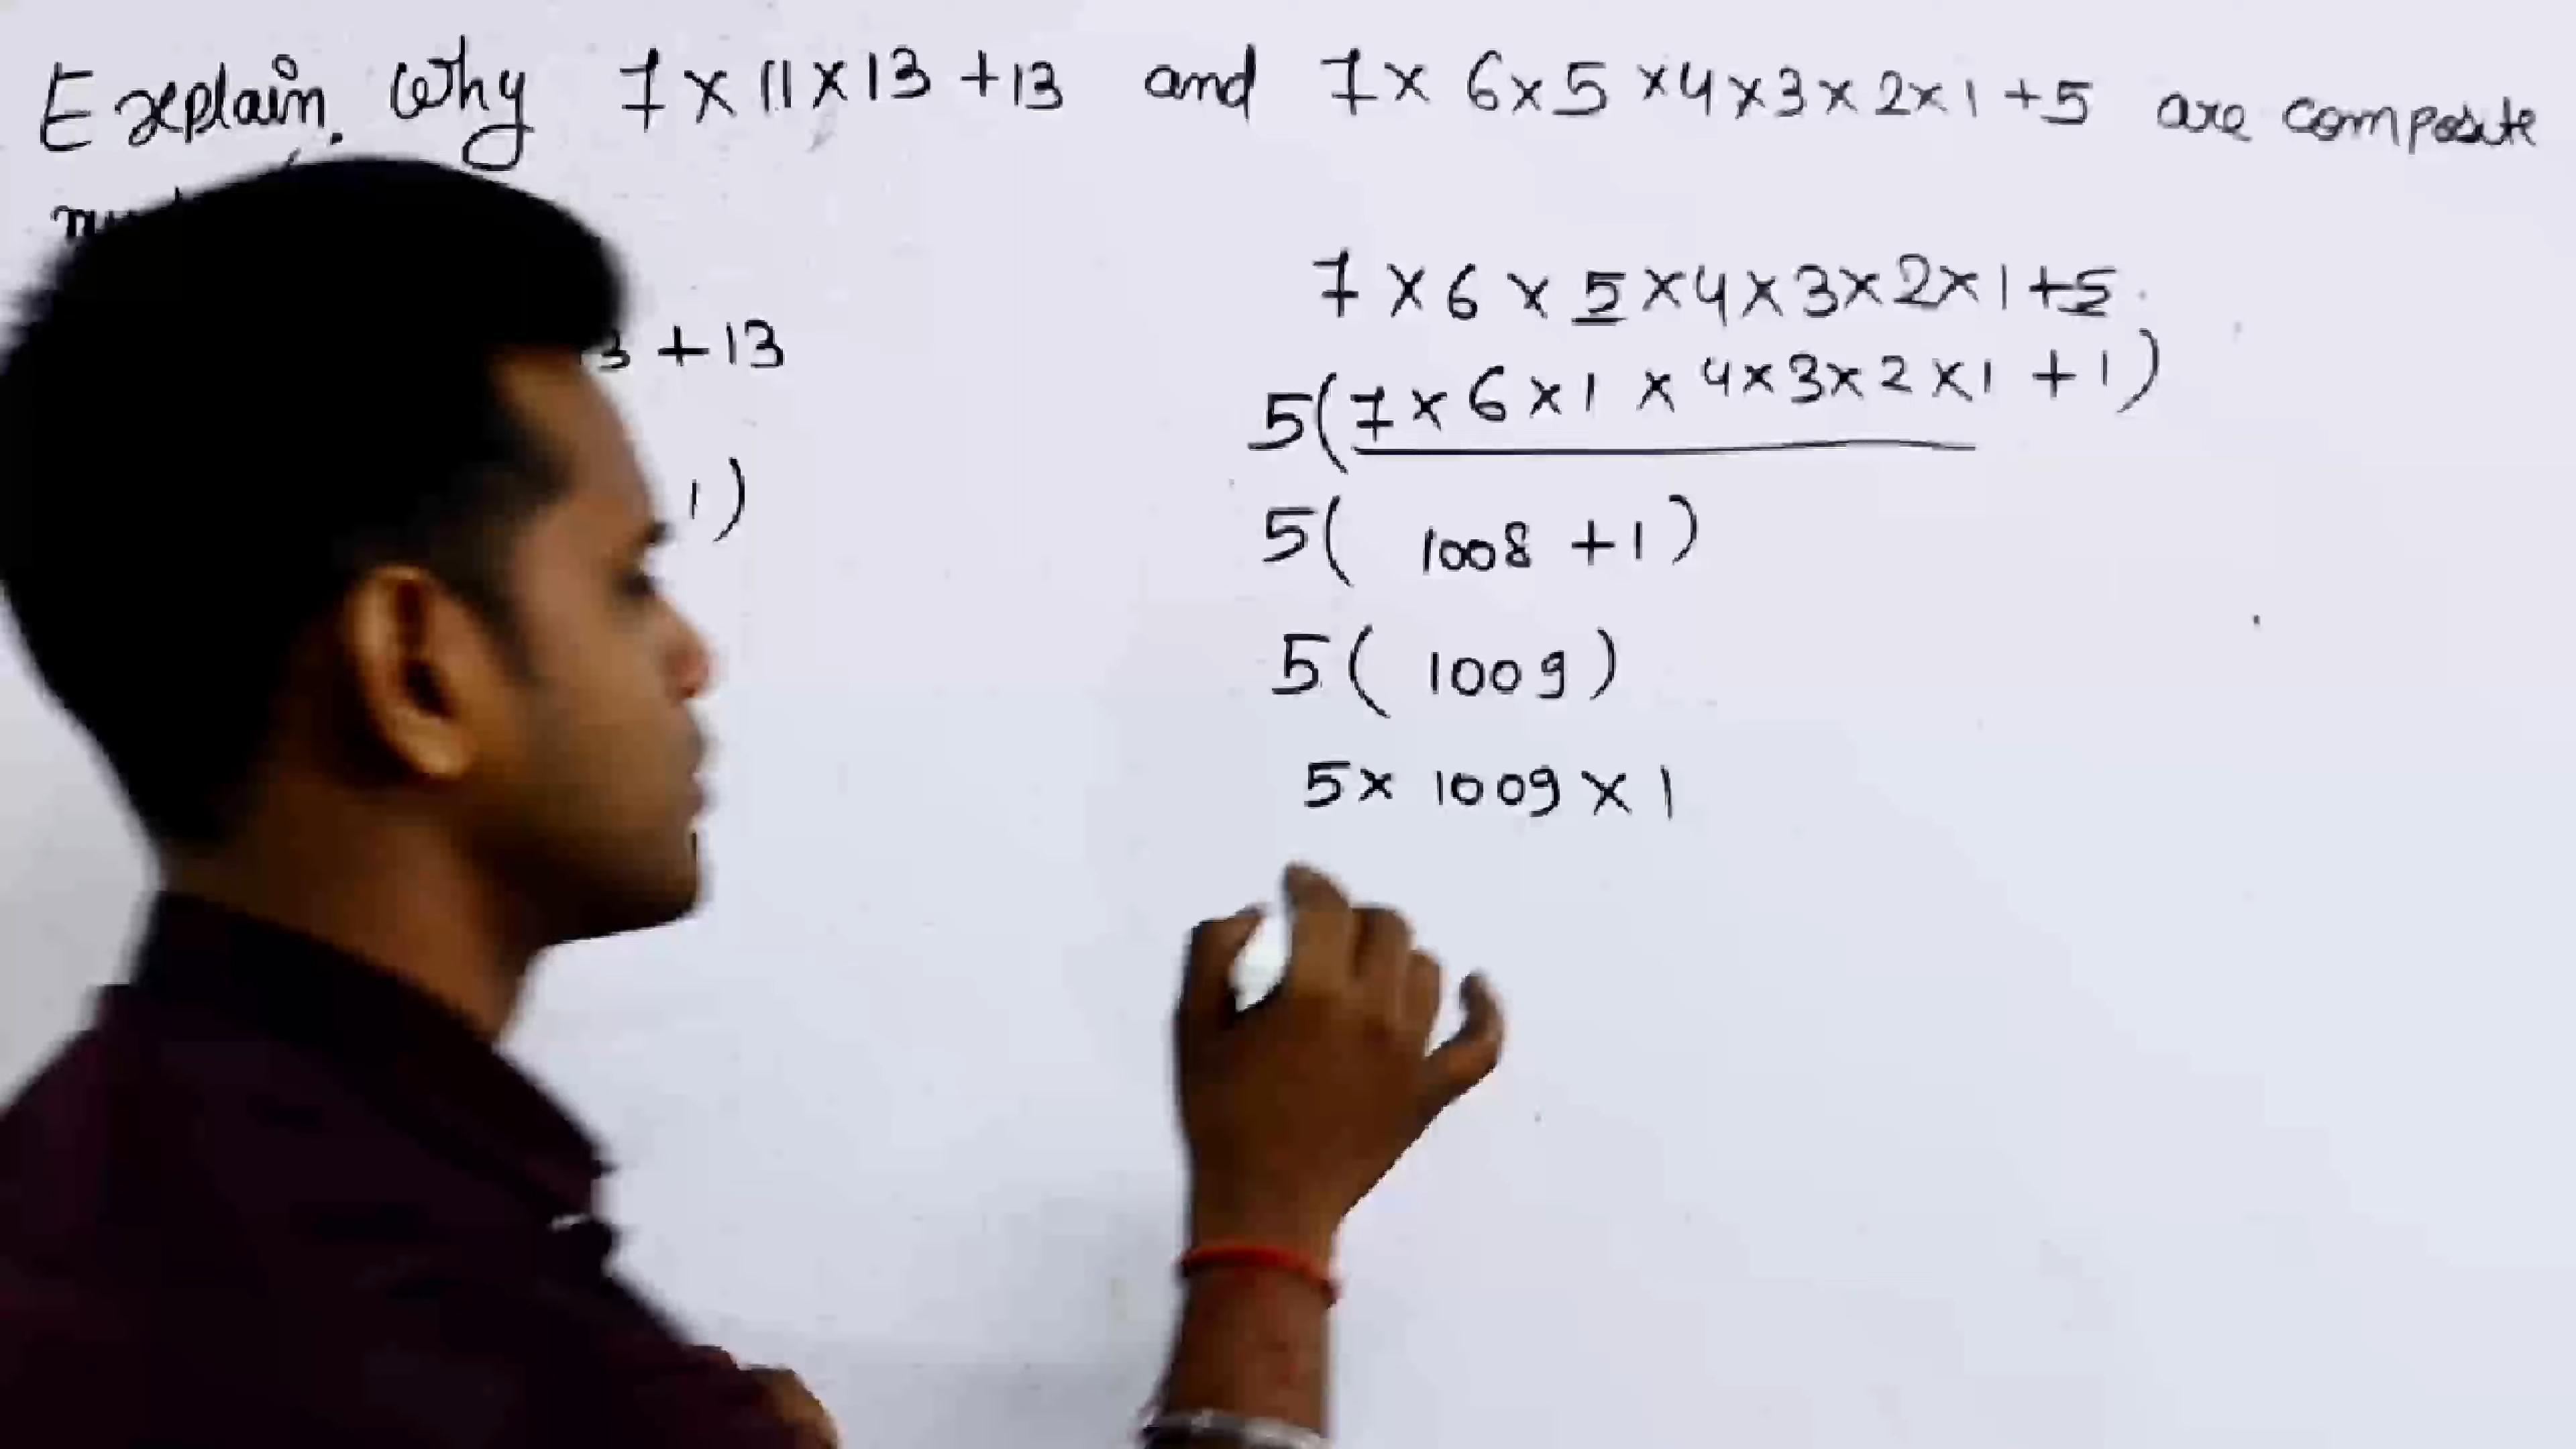 Explain. Why 7 × 11 × 13 + 13 and 7 × 6 × 5 × 4 × 3 × 2 × 1 + 5 are composite
3 + 13
1)
7 × 6 × 5 × 4 × 3 × 2 × 1 + 5
5(7 × 6 × 1 × 4 × 3 × 2 × 1 + 1)
5( 1008 + 1)
5( 1009)
5 × 1009 × 1